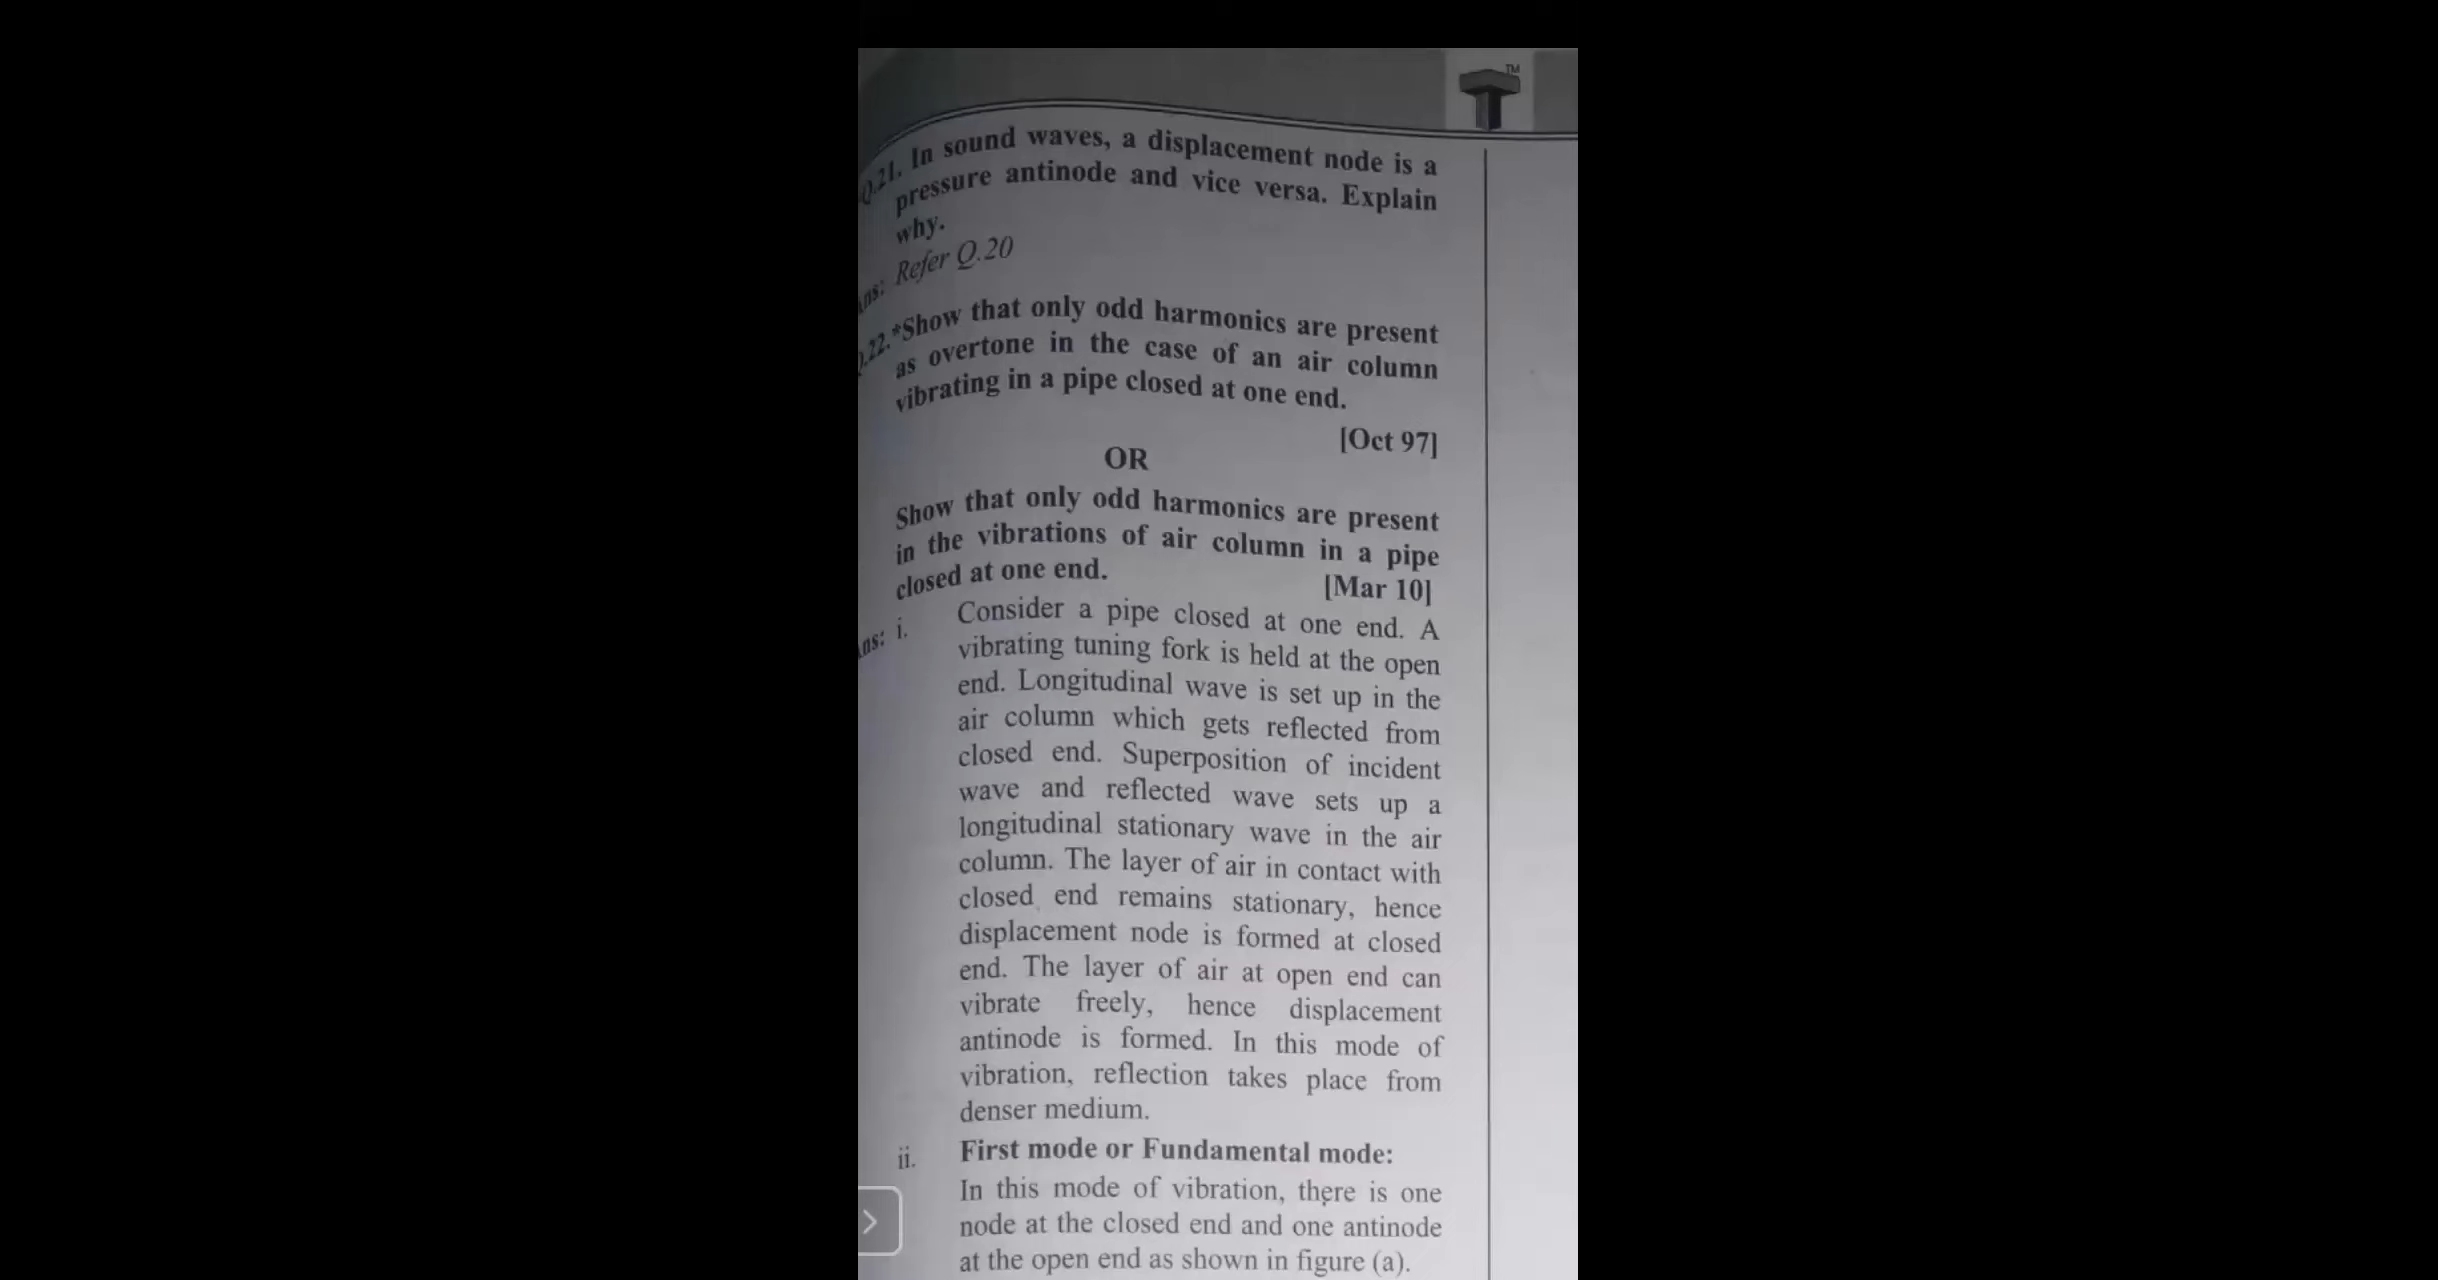 TM
Q.21. In sound waves, a displacement node is a
pressure antinode and vice versa. Explain
why.
Ans: Refer Q.20
Q.22.*Show that only odd harmonics are present
as overtone in the case of an air column
vibrating in a pipe closed at one end.
[Oct 97]
OR
Show that only odd harmonics are present
in the vibrations of air column in a pipe
closed at one end. [Mar 10]
Ans: i. Consider a pipe closed at one end. A
vibrating tuning fork is held at the open
end. Longitudinal wave is set up in the
air column which gets reflected from
closed end. Superposition of incident
wave and reflected wave sets up a
longitudinal stationary wave in the air
column. The layer of air in contact with
closed end remains stationary, hence
displacement node is formed at closed
end. The layer of air at open end can
vibrate freely, hence displacement
antinode is formed. In this mode of
vibration, reflection takes place from
denser medium.
ii. First mode or Fundamental mode:
In this mode of vibration, there is one
node at the closed end and one antinode
at the open end as shown in figure (a).